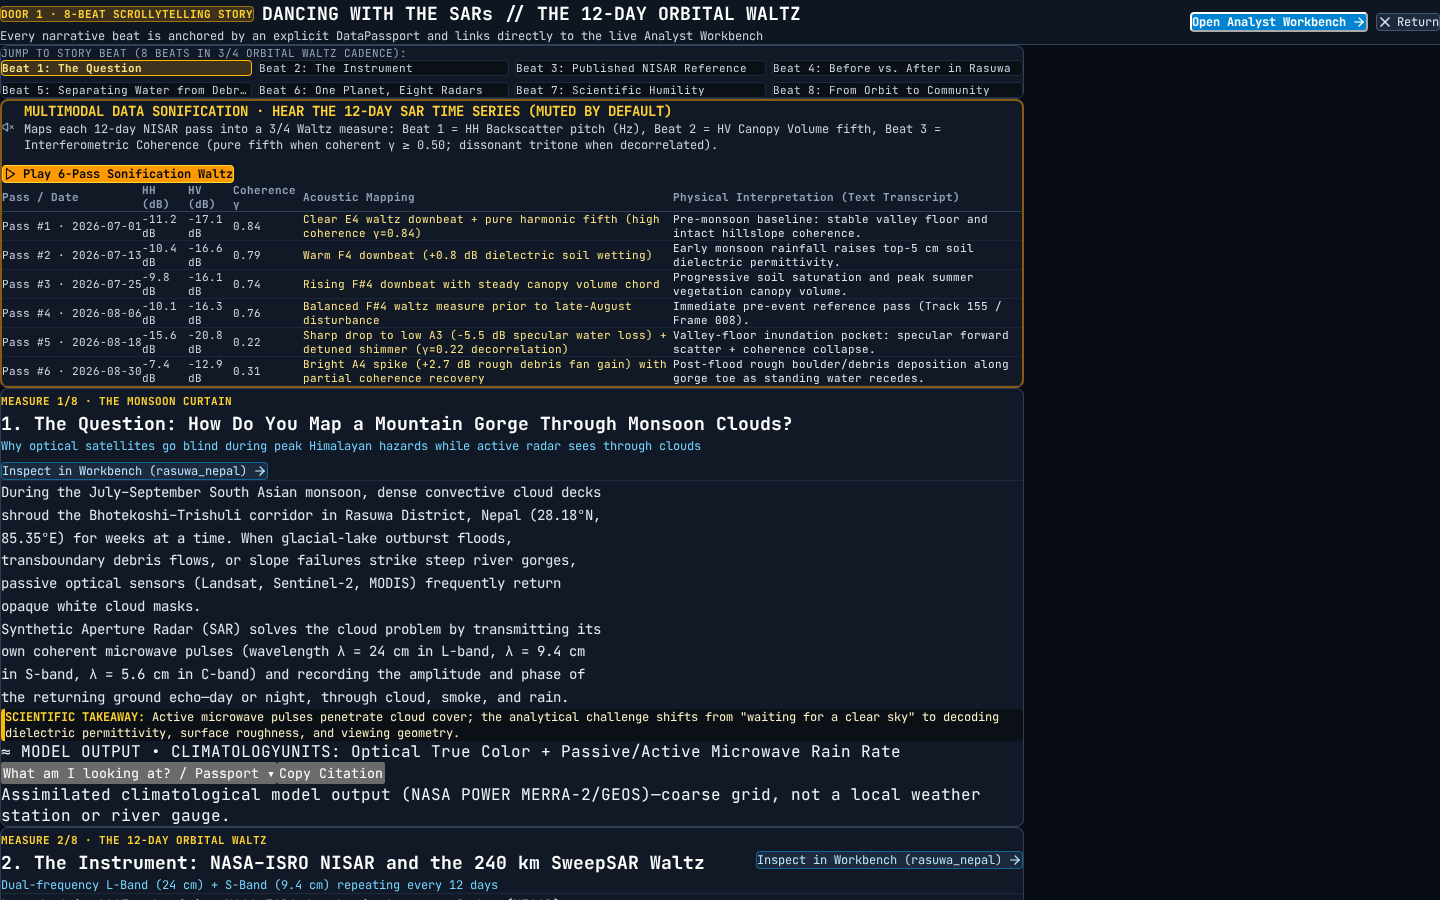 DOOR 1 · 8-BEAT SCROLLYTELLING STORY DANCING WITH THE SARs // THE 12-DAY ORBITAL WALTZ
Every narrative beat is anchored by an explicit DataPassport and links directly to the live Analyst Workbench
Open Analyst Workbench → ✕ Return
JUMP TO STORY BEAT (8 BEATS IN 3/4 ORBITAL WALTZ CADENCE):
Beat 1: The Question Beat 2: The Instrument Beat 3: Published NISAR Reference Beat 4: Before vs. After in Rasuwa
Beat 5: Separating Water from Debr… Beat 6: One Planet, Eight Radars Beat 7: Scientific Humility Beat 8: From Orbit to Community
MULTIMODAL DATA SONIFICATION · HEAR THE 12-DAY SAR TIME SERIES (MUTED BY DEFAULT)
Maps each 12-day NISAR pass into a 3/4 Waltz measure: Beat 1 = HH Backscatter pitch (Hz), Beat 2 = HV Canopy Volume fifth, Beat 3 =
Interferometric Coherence (pure fifth when coherent γ ≥ 0.50; dissonant tritone when decorrelated).
Play 6-Pass Sonification Waltz
Pass / Date HH (dB) HV (dB) Coherence γ Acoustic Mapping Physical Interpretation (Text Transcript)
Pass #1 · 2026-07-01 -11.2 dB -17.1 dB 0.84 Clear E4 waltz downbeat + pure harmonic fifth (high coherence γ=0.84) Pre-monsoon baseline: stable valley floor and intact hillslope coherence.
Pass #2 · 2026-07-13 -10.4 dB -16.6 dB 0.79 Warm F4 downbeat (+0.8 dB dielectric soil wetting) Early monsoon rainfall raises top-5 cm soil dielectric permittivity.
Pass #3 · 2026-07-25 -9.8 dB -16.1 dB 0.74 Rising F#4 downbeat with steady canopy volume chord Progressive soil saturation and peak summer vegetation canopy volume.
Pass #4 · 2026-08-06 -10.1 dB -16.3 dB 0.76 Balanced F#4 waltz measure prior to late-August disturbance Immediate pre-event reference pass (Track 155 / Frame 008).
Pass #5 · 2026-08-18 -15.6 dB -20.8 dB 0.22 Sharp drop to low A3 (-5.5 dB specular water loss) + detuned shimmer (γ=0.22 decorrelation) Valley-floor inundation pocket: specular forward scatter + coherence collapse.
Pass #6 · 2026-08-30 -7.4 dB -12.9 dB 0.31 Bright A4 spike (+2.7 dB rough debris fan gain) with partial coherence recovery Post-flood rough boulder/debris deposition along gorge toe as standing water recedes.
MEASURE 1/8 · THE MONSOON CURTAIN
1. The Question: How Do You Map a Mountain Gorge Through Monsoon Clouds?
Why optical satellites go blind during peak Himalayan hazards while active radar sees through clouds
Inspect in Workbench (rasuwa_nepal) →
During the July–September South Asian monsoon, dense convective cloud decks
shroud the Bhotekoshi–Trishuli corridor in Rasuwa District, Nepal (28.18°N,
85.35°E) for weeks at a time. When glacial-lake outburst floods,
transboundary debris flows, or slope failures strike steep river gorges,
passive optical sensors (Landsat, Sentinel-2, MODIS) frequently return
opaque white cloud masks.
Synthetic Aperture Radar (SAR) solves the cloud problem by transmitting its
own coherent microwave pulses (wavelength λ = 24 cm in L-band, λ = 9.4 cm
in S-band, λ = 5.6 cm in C-band) and recording the amplitude and phase of
the returning ground echo—day or night, through cloud, smoke, and rain.
SCIENTIFIC TAKEAWAY: Active microwave pulses penetrate cloud cover; the analytical challenge shifts from "waiting for a clear sky" to decoding
dielectric permittivity, surface roughness, and viewing geometry.
≈ MODEL OUTPUT • CLIMATOLOGYUNITS: Optical True Color + Passive/Active Microwave Rain Rate
What am I looking at? / Passport ▾ Copy Citation
Assimilated climatological model output (NASA POWER MERRA-2/GEOS)—coarse grid, not a local weather
station or river gauge.
MEASURE 2/8 · THE 12-DAY ORBITAL WALTZ
2. The Instrument: NASA–ISRO NISAR and the 240 km SweepSAR Waltz
Inspect in Workbench (rasuwa_nepal) →
Dual-frequency L-Band (24 cm) + S-Band (9.4 cm) repeating every 12 days